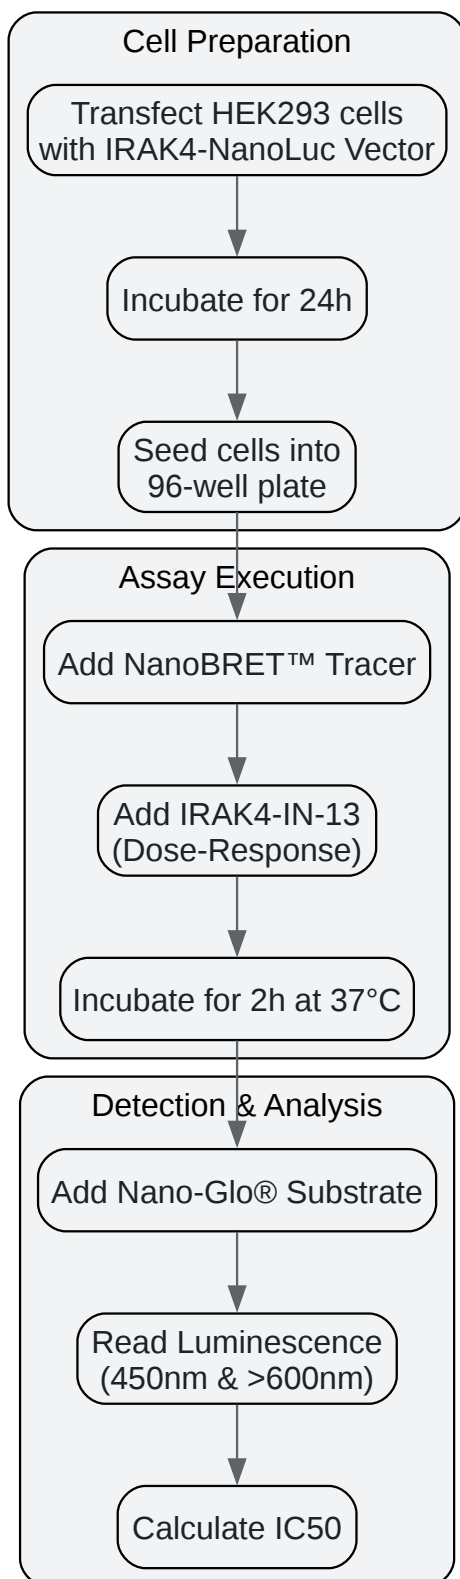 Cell Preparation
Transfect HEK293 cells
with IRAK4-NanoLuc Vector
Incubate for 24h
Seed cells into
96-well plate
Assay Execution
Add NanoBRET™ Tracer
Add IRAK4-IN-13
(Dose-Response)
Incubate for 2h at 37°C
Detection & Analysis
Add Nano-Glo® Substrate
Read Luminescence
(450nm & >600nm)
Calculate IC50